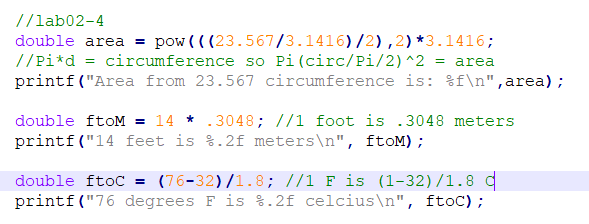 //lab02-4
double area = pow(((23.567/3.1416)/2),2)*3.1416;
//Pi*d = circumference so Pi(circ/Pi/2)^2 = area
printf("Area from 23.567 circumference is: %f\n",area);
double ftoM = 14 * .3048; //1 foot is .3048 meters
printf("14 feet is %.2f meters\n", ftoM);
double ftoC = (76-32)/1.8; //1 F is (1-32)/1.8 C
printf("76 degrees F is %.2f celcius\n", ftoC);